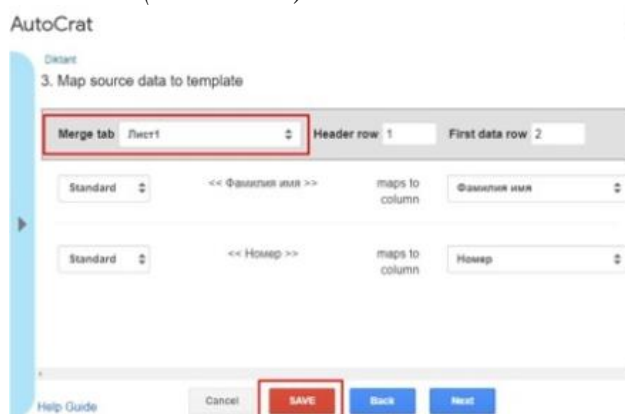 AutoCrat
Diktant
3. Map source data to template
Merge tab Лист1 Header row 1 First data row 2
Standard << Фамилия имя >> maps to column Фамилия имя
Standard << Номер >> maps to column Номер
Help Guide Cancel SAVE Back Next